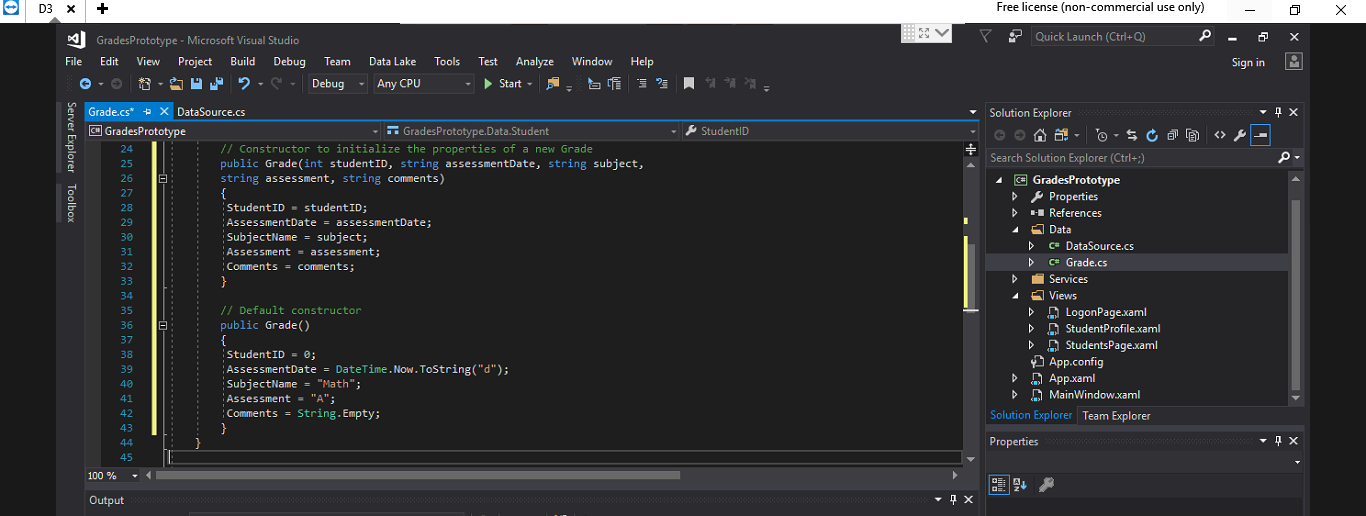 D3 × + Free license (non-commercial use only)
GradesPrototype - Microsoft Visual Studio Quick Launch (Ctrl+Q)
File Edit View Project Build Debug Team Data Lake Tools Test Analyze Window Help Sign in
Debug Any CPU Start
Server Explorer
Toolbox
Grade.cs* DataSource.cs
GradesPrototype GradesPrototype.Data.Student StudentID
24 // Constructor to initialize the properties of a new Grade
25 public Grade(int studentID, string assessmentDate, string subject,
26 string assessment, string comments)
27 {
28 StudentID = studentID;
29 AssessmentDate = assessmentDate;
30 SubjectName = subject;
31 Assessment = assessment;
32 Comments = comments;
33 }
34
35 // Default constructor
36 public Grade()
37 {
38 StudentID = 0;
39 AssessmentDate = DateTime.Now.ToString("d");
40 SubjectName = "Math";
41 Assessment = "A";
42 Comments = String.Empty;
43 }
44 }
45
100 %
Output
Solution Explorer
Search Solution Explorer (Ctrl+;)
C# GradesPrototype
Properties
References
Data
C# DataSource.cs
C# Grade.cs
Services
Views
LogonPage.xaml
StudentProfile.xaml
StudentsPage.xaml
App.config
App.xaml
MainWindow.xaml
Solution Explorer Team Explorer
Properties